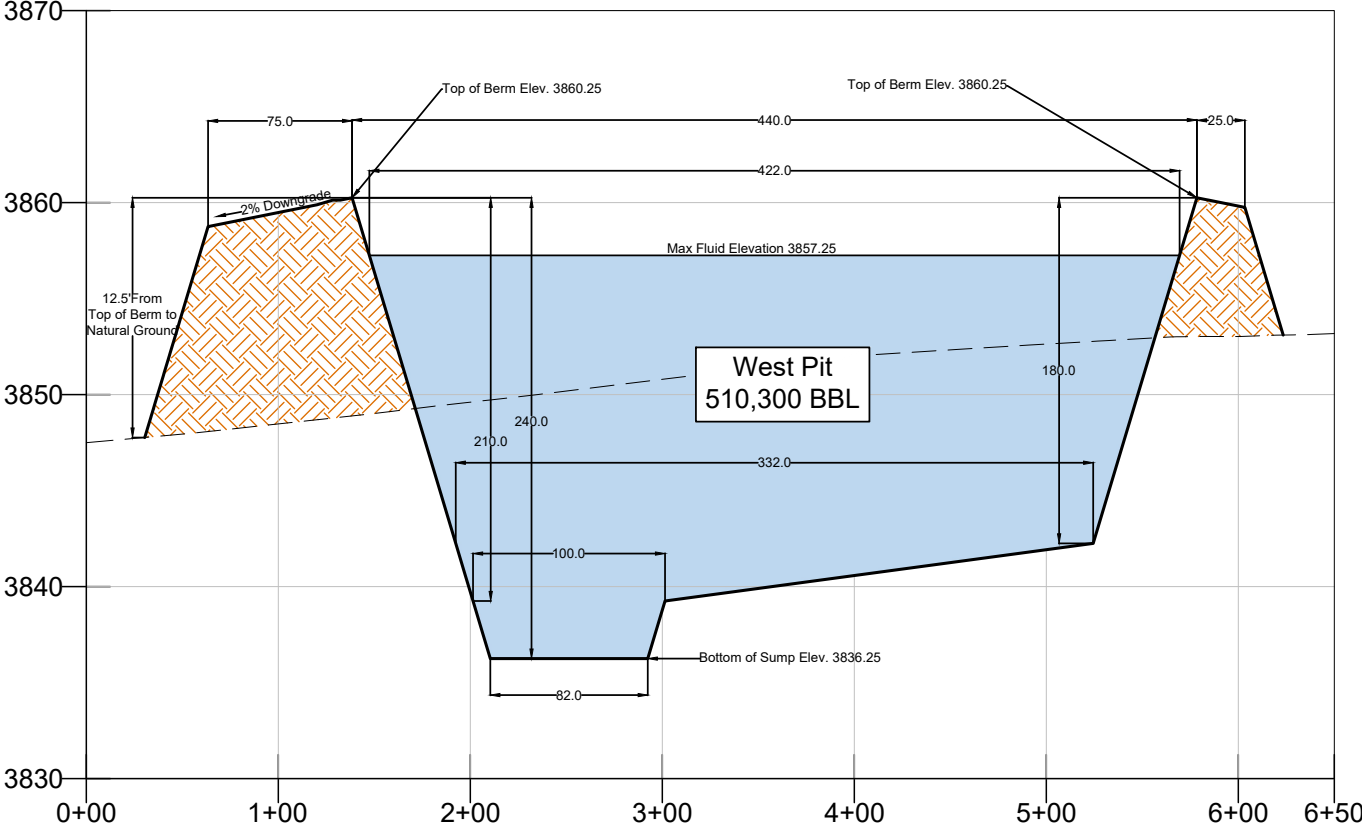 3870
Top of Berm Elev. 3860.25
Top of Berm Elev. 3860.25
75.0
440.0
25.0
422.0
3860
2% Downgrade
Max Fluid Elevation 3857.25
12.5'From
Top of Berm to
Natural Ground
West Pit
510,300 BBL
180.0
3850
240.0
210.0
332.0
100.0
3840
Bottom of Sump Elev. 3836.25
82.0
3830
0+00
1+00
2+00
3+00
4+00
5+00
6+00
6+50